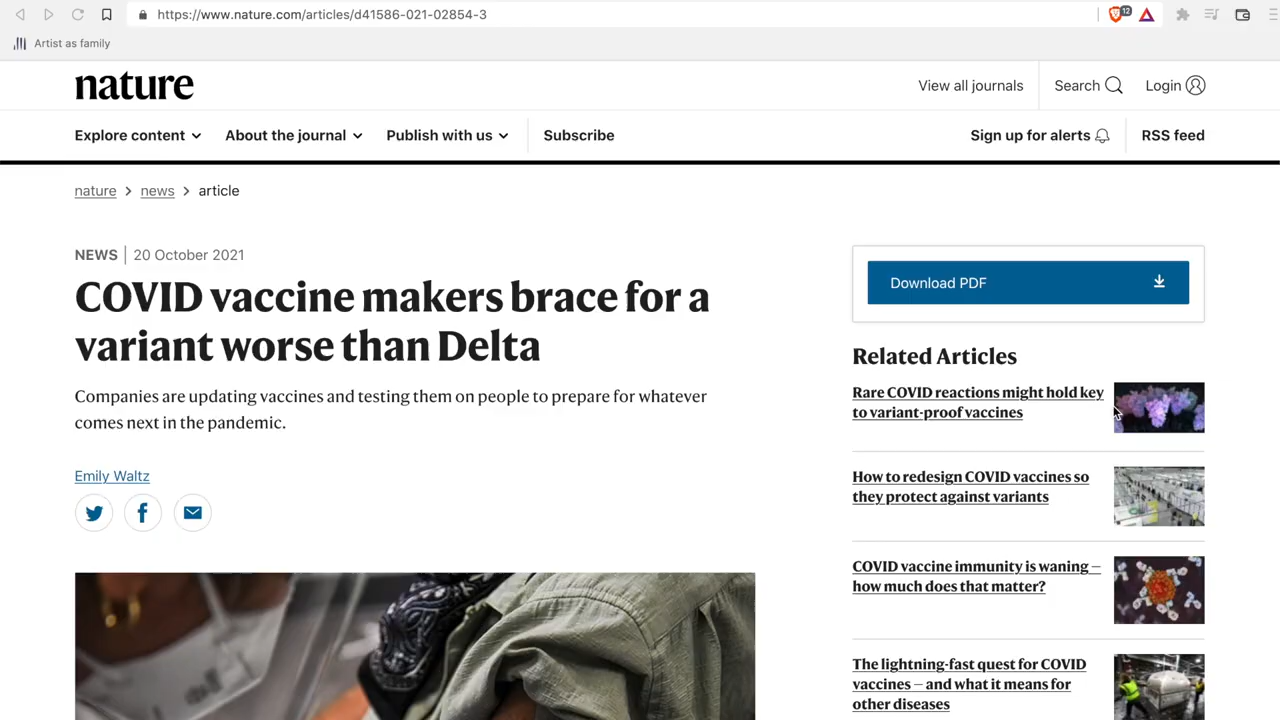 https://www.nature.com/articles/d41586-021-02854-3
12
Artist as family
nature
View all journals
Search
Login
Explore content
About the journal
Publish with us
Subscribe
Sign up for alerts
RSS feed
nature > news > article
NEWS | 20 October 2021
COVID vaccine makers brace for a
variant worse than Delta
Companies are updating vaccines and testing them on people to prepare for whatever
comes next in the pandemic.
Emily Waltz
Download PDF
Related Articles
Rare COVID reactions might hold key
to variant-proof vaccines
How to redesign COVID vaccines so
they protect against variants
COVID vaccine immunity is waning —
how much does that matter?
The lightning-fast quest for COVID
vaccines — and what it means for
other diseases